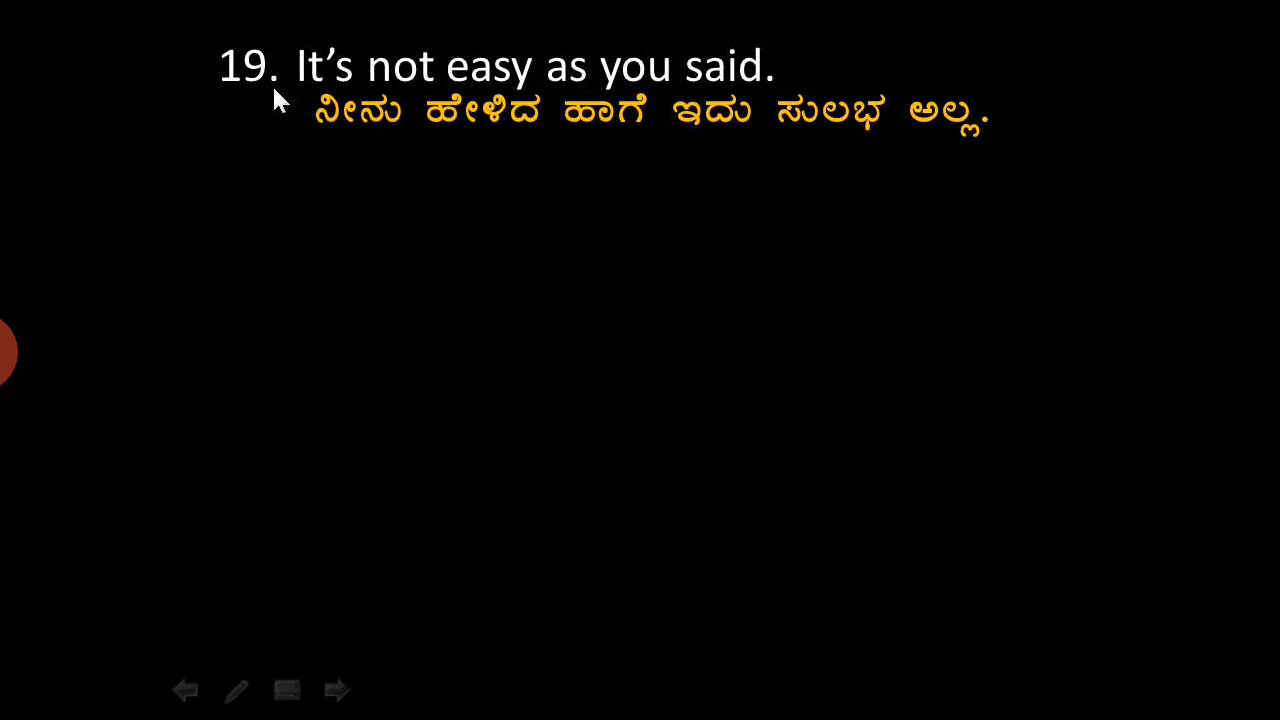 19. It’s not easy as you said.
ನೀನು ಹೇಳಿದ ಹಾಗೆ ಇದು ಸುಲಭ ಅಲ್ಲ.